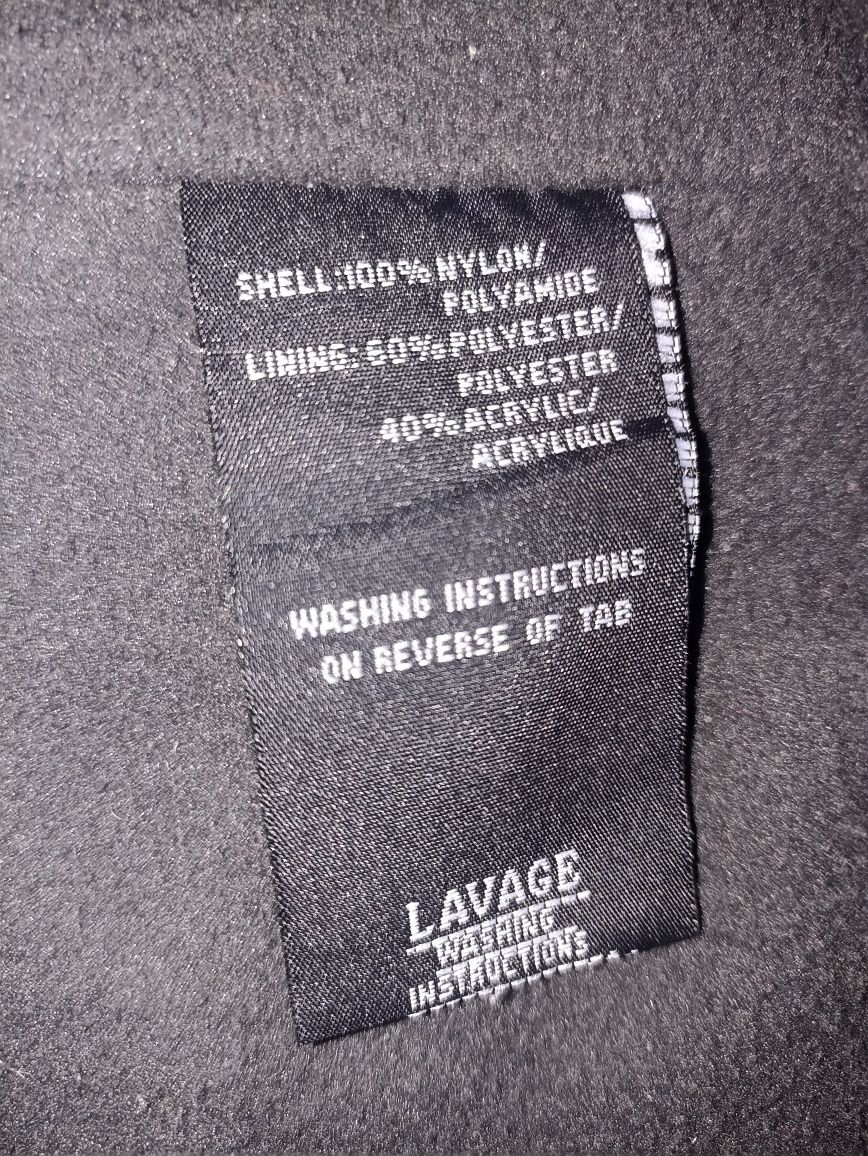 SHELL:100%NYLON/
POLYAMIDE
LINING:60%POLYESTER/
POLYESTER
40%ACRYLIC/
ACRYLIQUE
WASHING INSTRUCTIONS
ON REVERSE OF TAB
LAVAGE
WASHING
INSTRUCTIONS